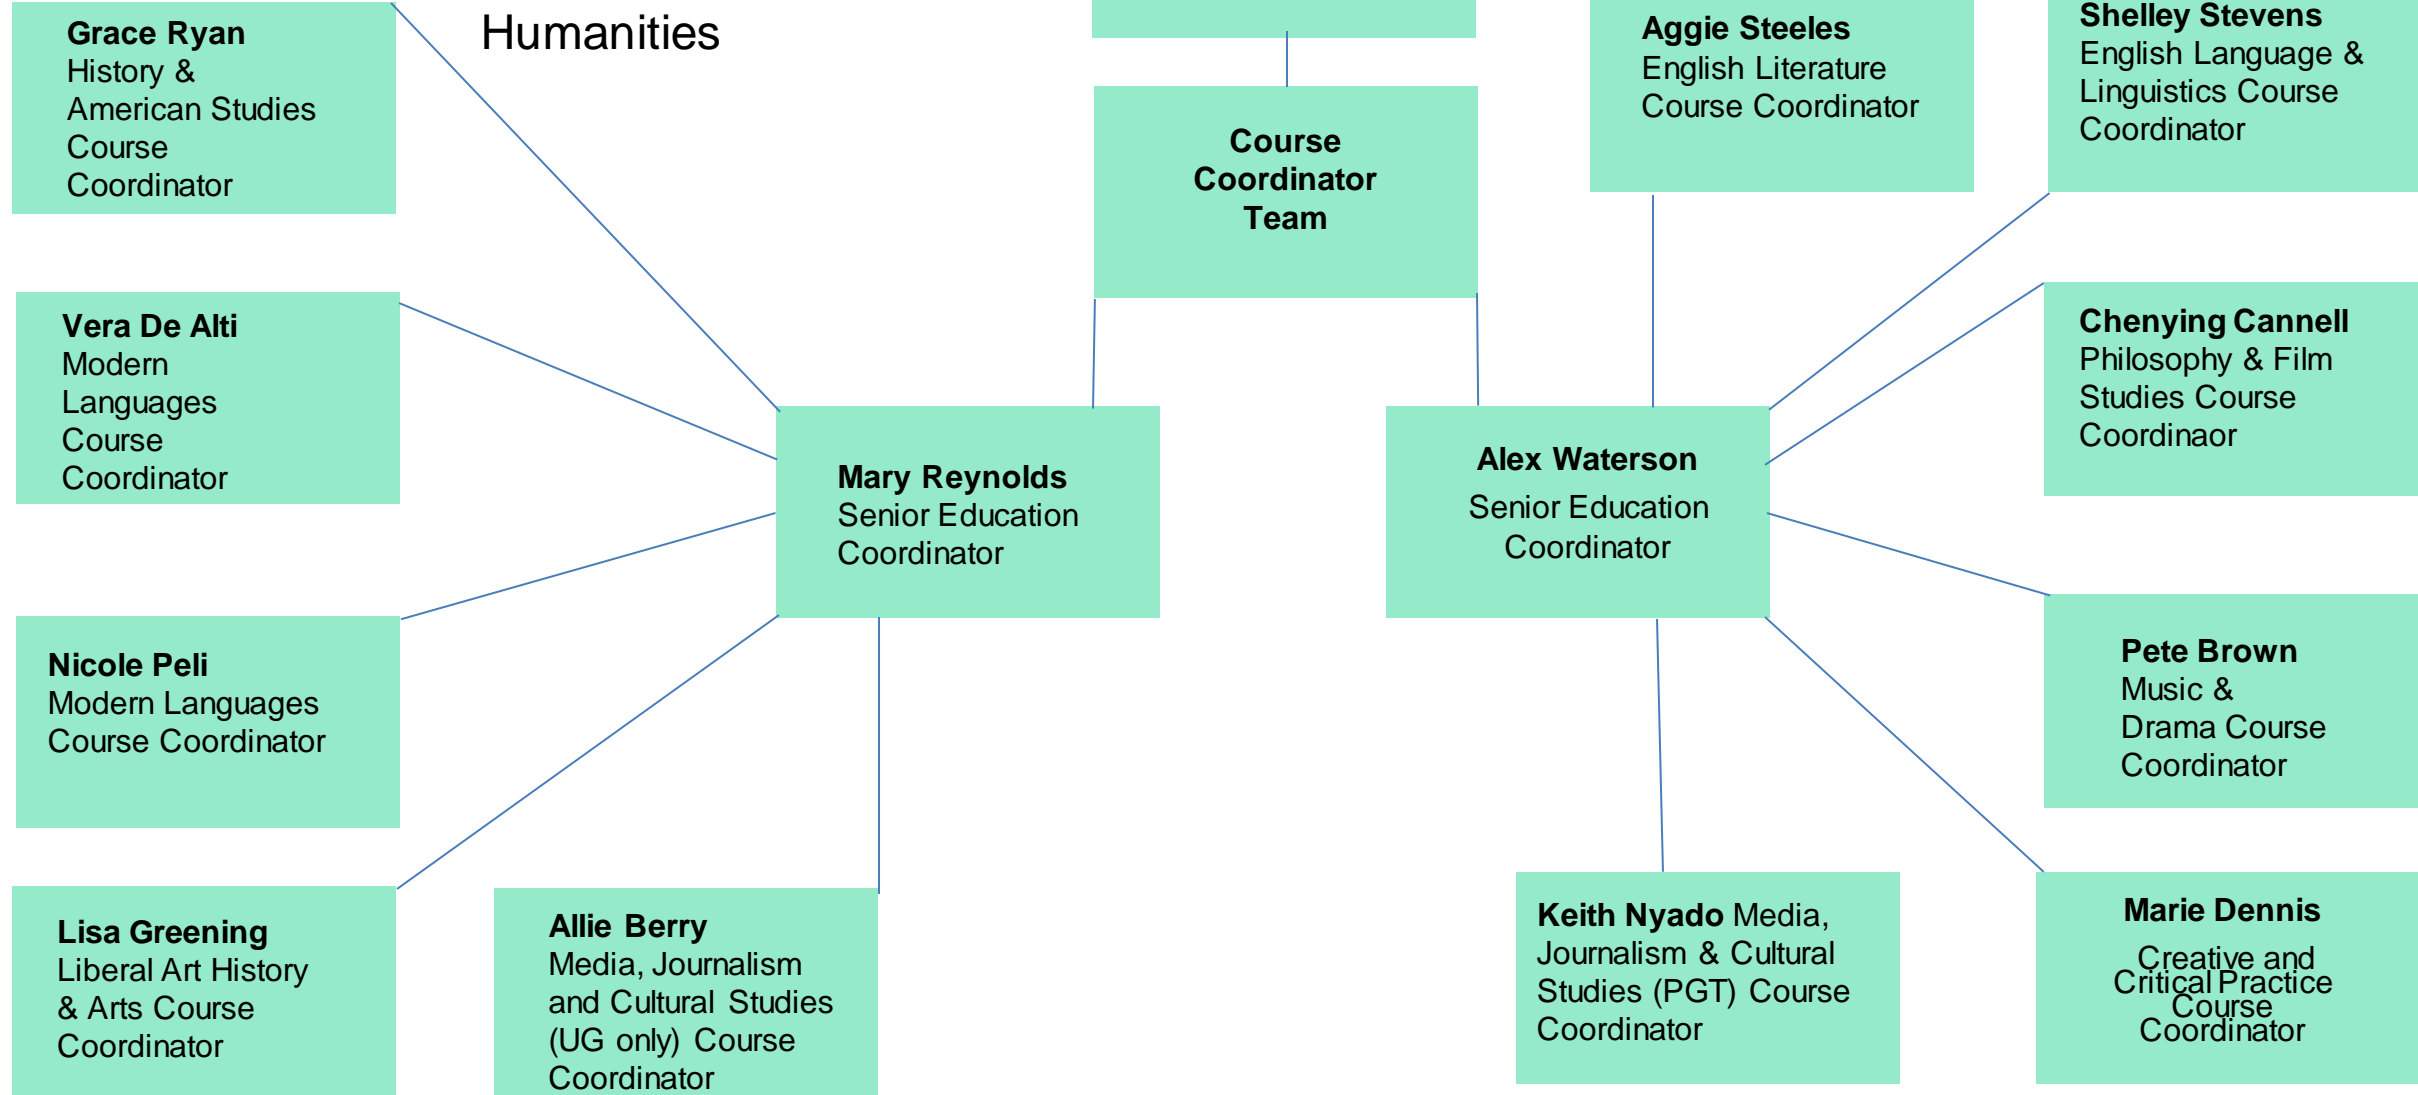 Humanities
Grace Ryan
History &
American Studies
Course
Coordinator
Course
Coordinator
Team
Aggie Steeles
English Literature
Course Coordinator
Shelley Stevens
English Language &
Linguistics Course
Coordinator
Vera De Alti
Modern
Languages
Course
Coordinator
Mary Reynolds
Senior Education
Coordinator
Alex Waterson
Senior Education
Coordinator
Chenying Cannell
Philosophy & Film
Studies Course
Coordinaor
Nicole Peli
Modern Languages
Course Coordinator
Pete Brown
Music &
Drama Course
Coordinator
Lisa Greening
Liberal Art History
& Arts Course
Coordinator
Allie Berry
Media, Journalism
and Cultural Studies
(UG only) Course
Coordinator
Keith Nyado Media,
Journalism & Cultural
Studies (PGT) Course
Coordinator
Marie Dennis
Creative and
Critical Practice
Course
Coordinator